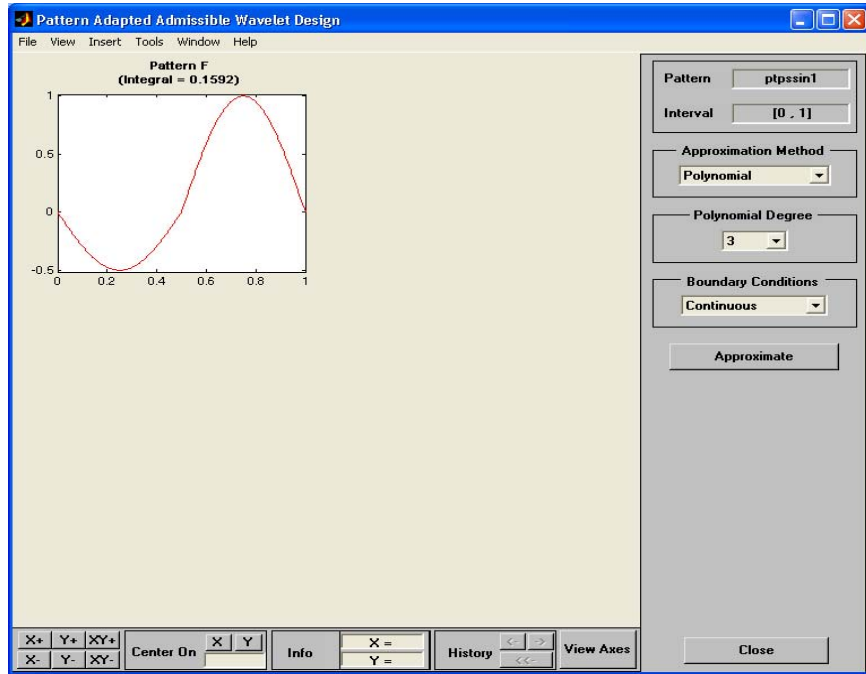 Pattern Adapted Admissible Wavelet Design
File View Insert Tools Window Help
Pattern F
(Integral = 0.1592)
1
0.5
0
-0.5
0 0.2 0.4 0.6 0.8 1
Pattern ptpssin1
Interval [0 , 1]
Approximation Method
Polynomial
Polynomial Degree
3
Boundary Conditions
Continuous
Approximate
X+ Y+ XY+
X- Y- XY-
Center On X Y
Info X =
Y =
History <- ->
<<-
View Axes
Close